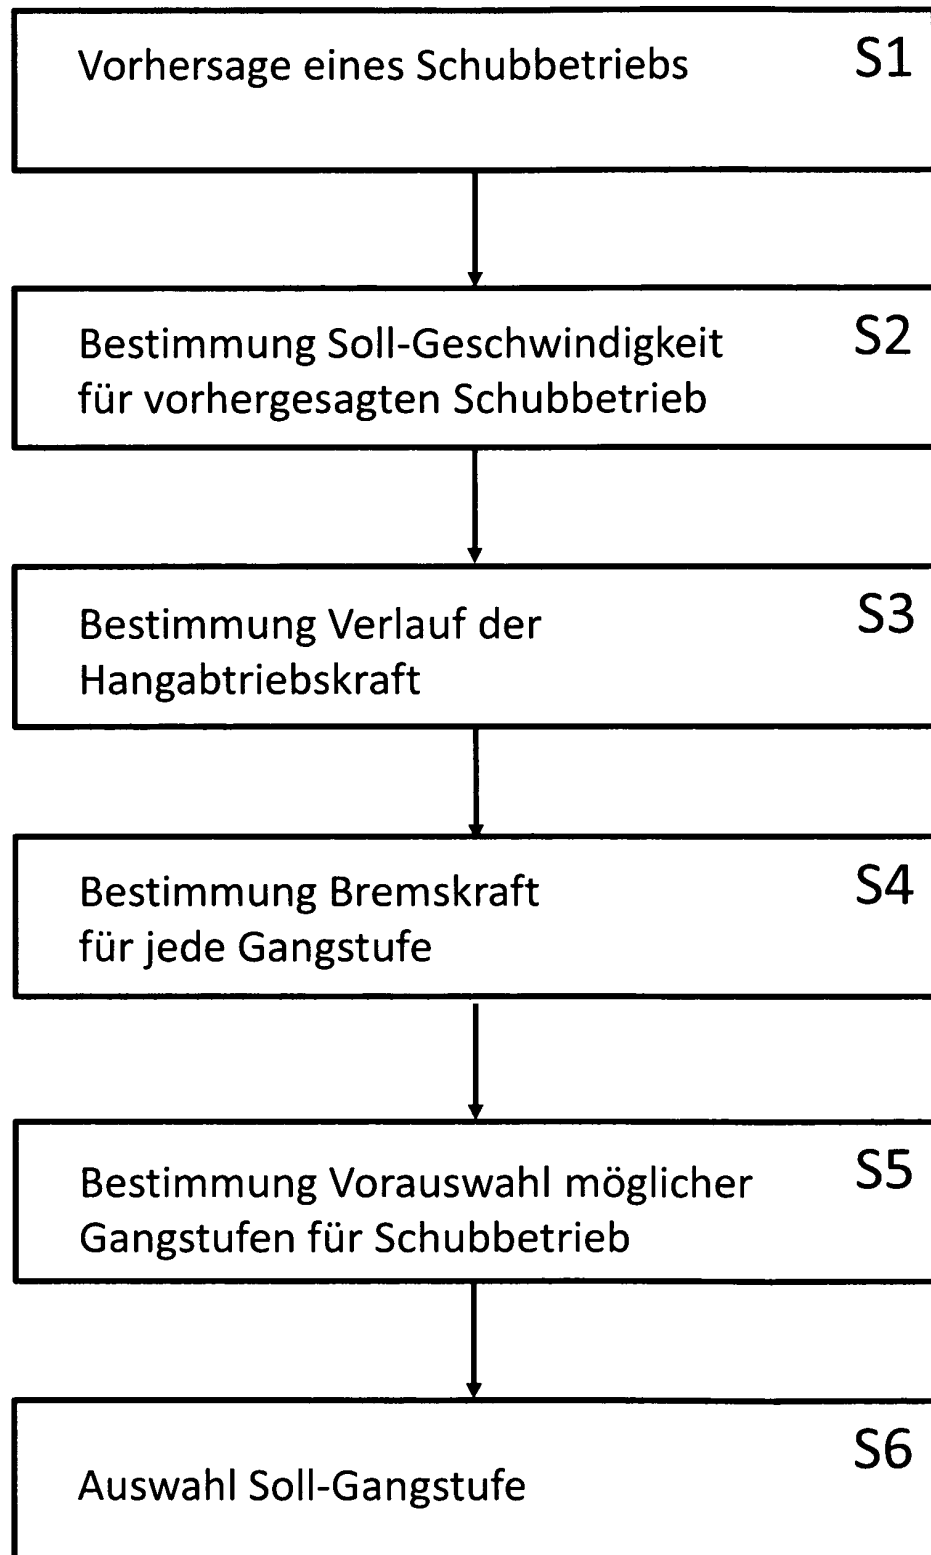 Vorhersage eines Schubbetriebs S1
Bestimmung Soll-Geschwindigkeit S2
für vorhergesagten Schubbetrieb
Bestimmung Verlauf der S3
Hangabtriebskraft
Bestimmung Bremskraft S4
für jede Gangstufe
Bestimmung Vorauswahl möglicher S5
Gangstufen für Schubbetrieb
Auswahl Soll-Gangstufe S6